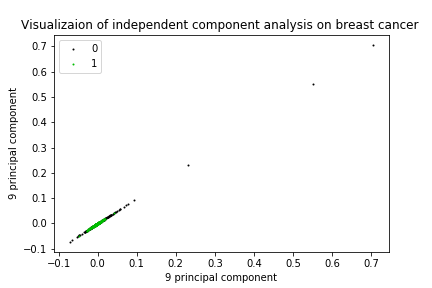 Visualizaion of independent component analysis on breast cancer
0
1
0.7
0.6
0.5
0.4
0.3
0.2
0.1
0.0
−0.1
−0.1 0.0 0.1 0.2 0.3 0.4 0.5 0.6 0.7
9 principal component
9 principal component